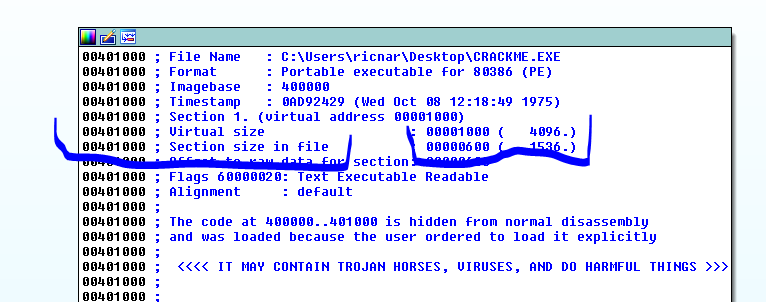 00401000 ; File Name   : C:\Users\ricnar\Desktop\CRACKME.EXE
00401000 ; Format      : Portable executable for 80386 (PE)
00401000 ; Imagebase   : 400000
00401000 ; Timestamp   : 0AD92429 (Wed Oct 08 12:18:49 1975)
00401000 ; Section 1. (virtual address 00001000)
00401000 ; Virtual size                  : 00001000 (   4096.)
00401000 ; Section size in file          : 00000600 (   1536.)
00401000 ; Offset to raw data for section: 00000600
00401000 ; Flags 60000020: Text Executable Readable
00401000 ; Alignment     : default
00401000 ;
00401000 ; The code at 400000..401000 is hidden from normal disassembly
00401000 ; and was loaded because the user ordered to load it explicitly
00401000 ;
00401000 ;  <<<< IT MAY CONTAIN TROJAN HORSES, VIRUSES, AND DO HARMFUL THINGS >>>
00401000 ;
00401000 ;